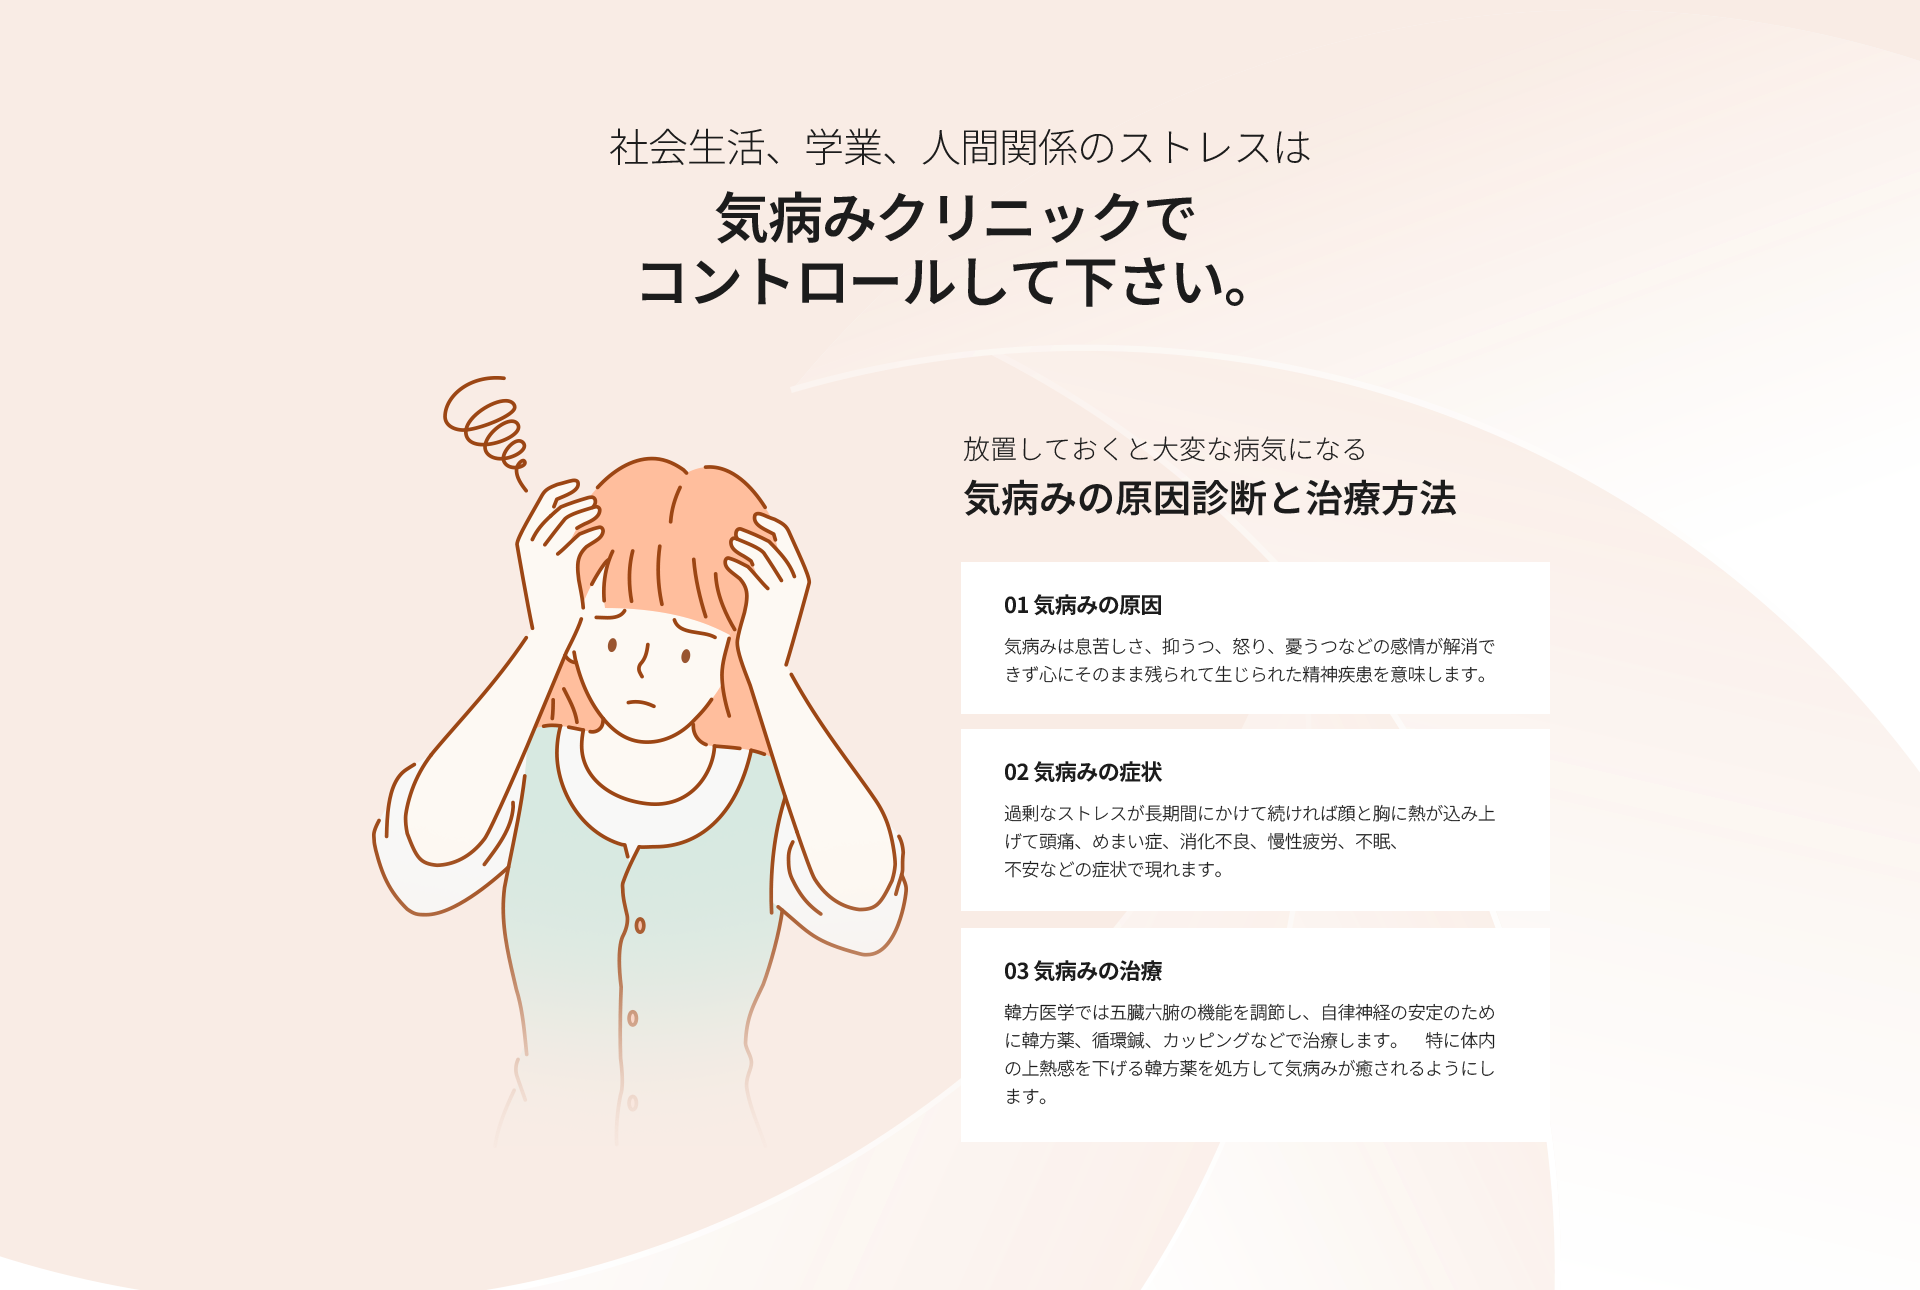 社会生活、学業、人間関係のストレスは
気病みクリニックで
コントロールして下さい。
放置しておくと大変な病気になる
気病みの原因診断と治療方法
01 気病みの原因
気病みは息苦しさ、抑うつ、怒り、憂うつなどの感情が解消で
きず心にそのまま残られて生じられた精神疾患を意味します。
02 気病みの症状
過剰なストレスが長期間にかけて続ければ顔と胸に熱が込み上
げて頭痛、めまい症、消化不良、慢性疲労、不眠、
不安などの症状で現れます。
03 気病みの治療
韓方医学では五臓六腑の機能を調節し、自律神経の安定のため
に韓方薬、循環鍼、カッピングなどで治療します。　特に体内
の上熱感を下げる韓方薬を処方して気病みが癒されるようにし
ます。